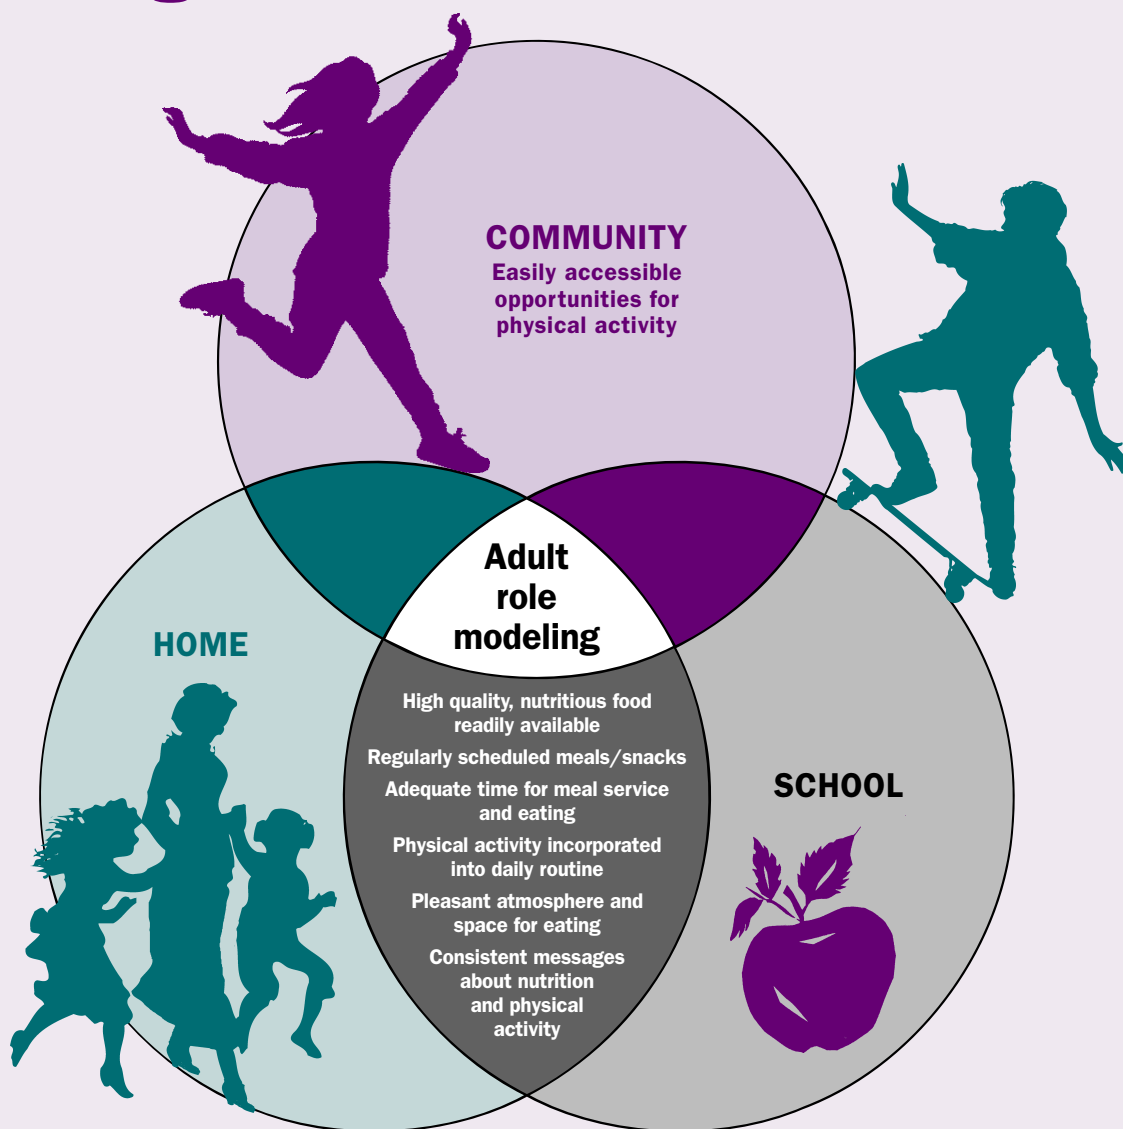 COMMUNITY
Easily accessible
opportunities for
physical activity
Adult
role
modeling
HOME
High quality, nutritious food
readily available
Regularly scheduled meals/snacks
Adequate time for meal service
and eating
Physical activity incorporated
into daily routine
Pleasant atmosphere and
space for eating
Consistent messages
about nutrition
and physical
activity
SCHOOL